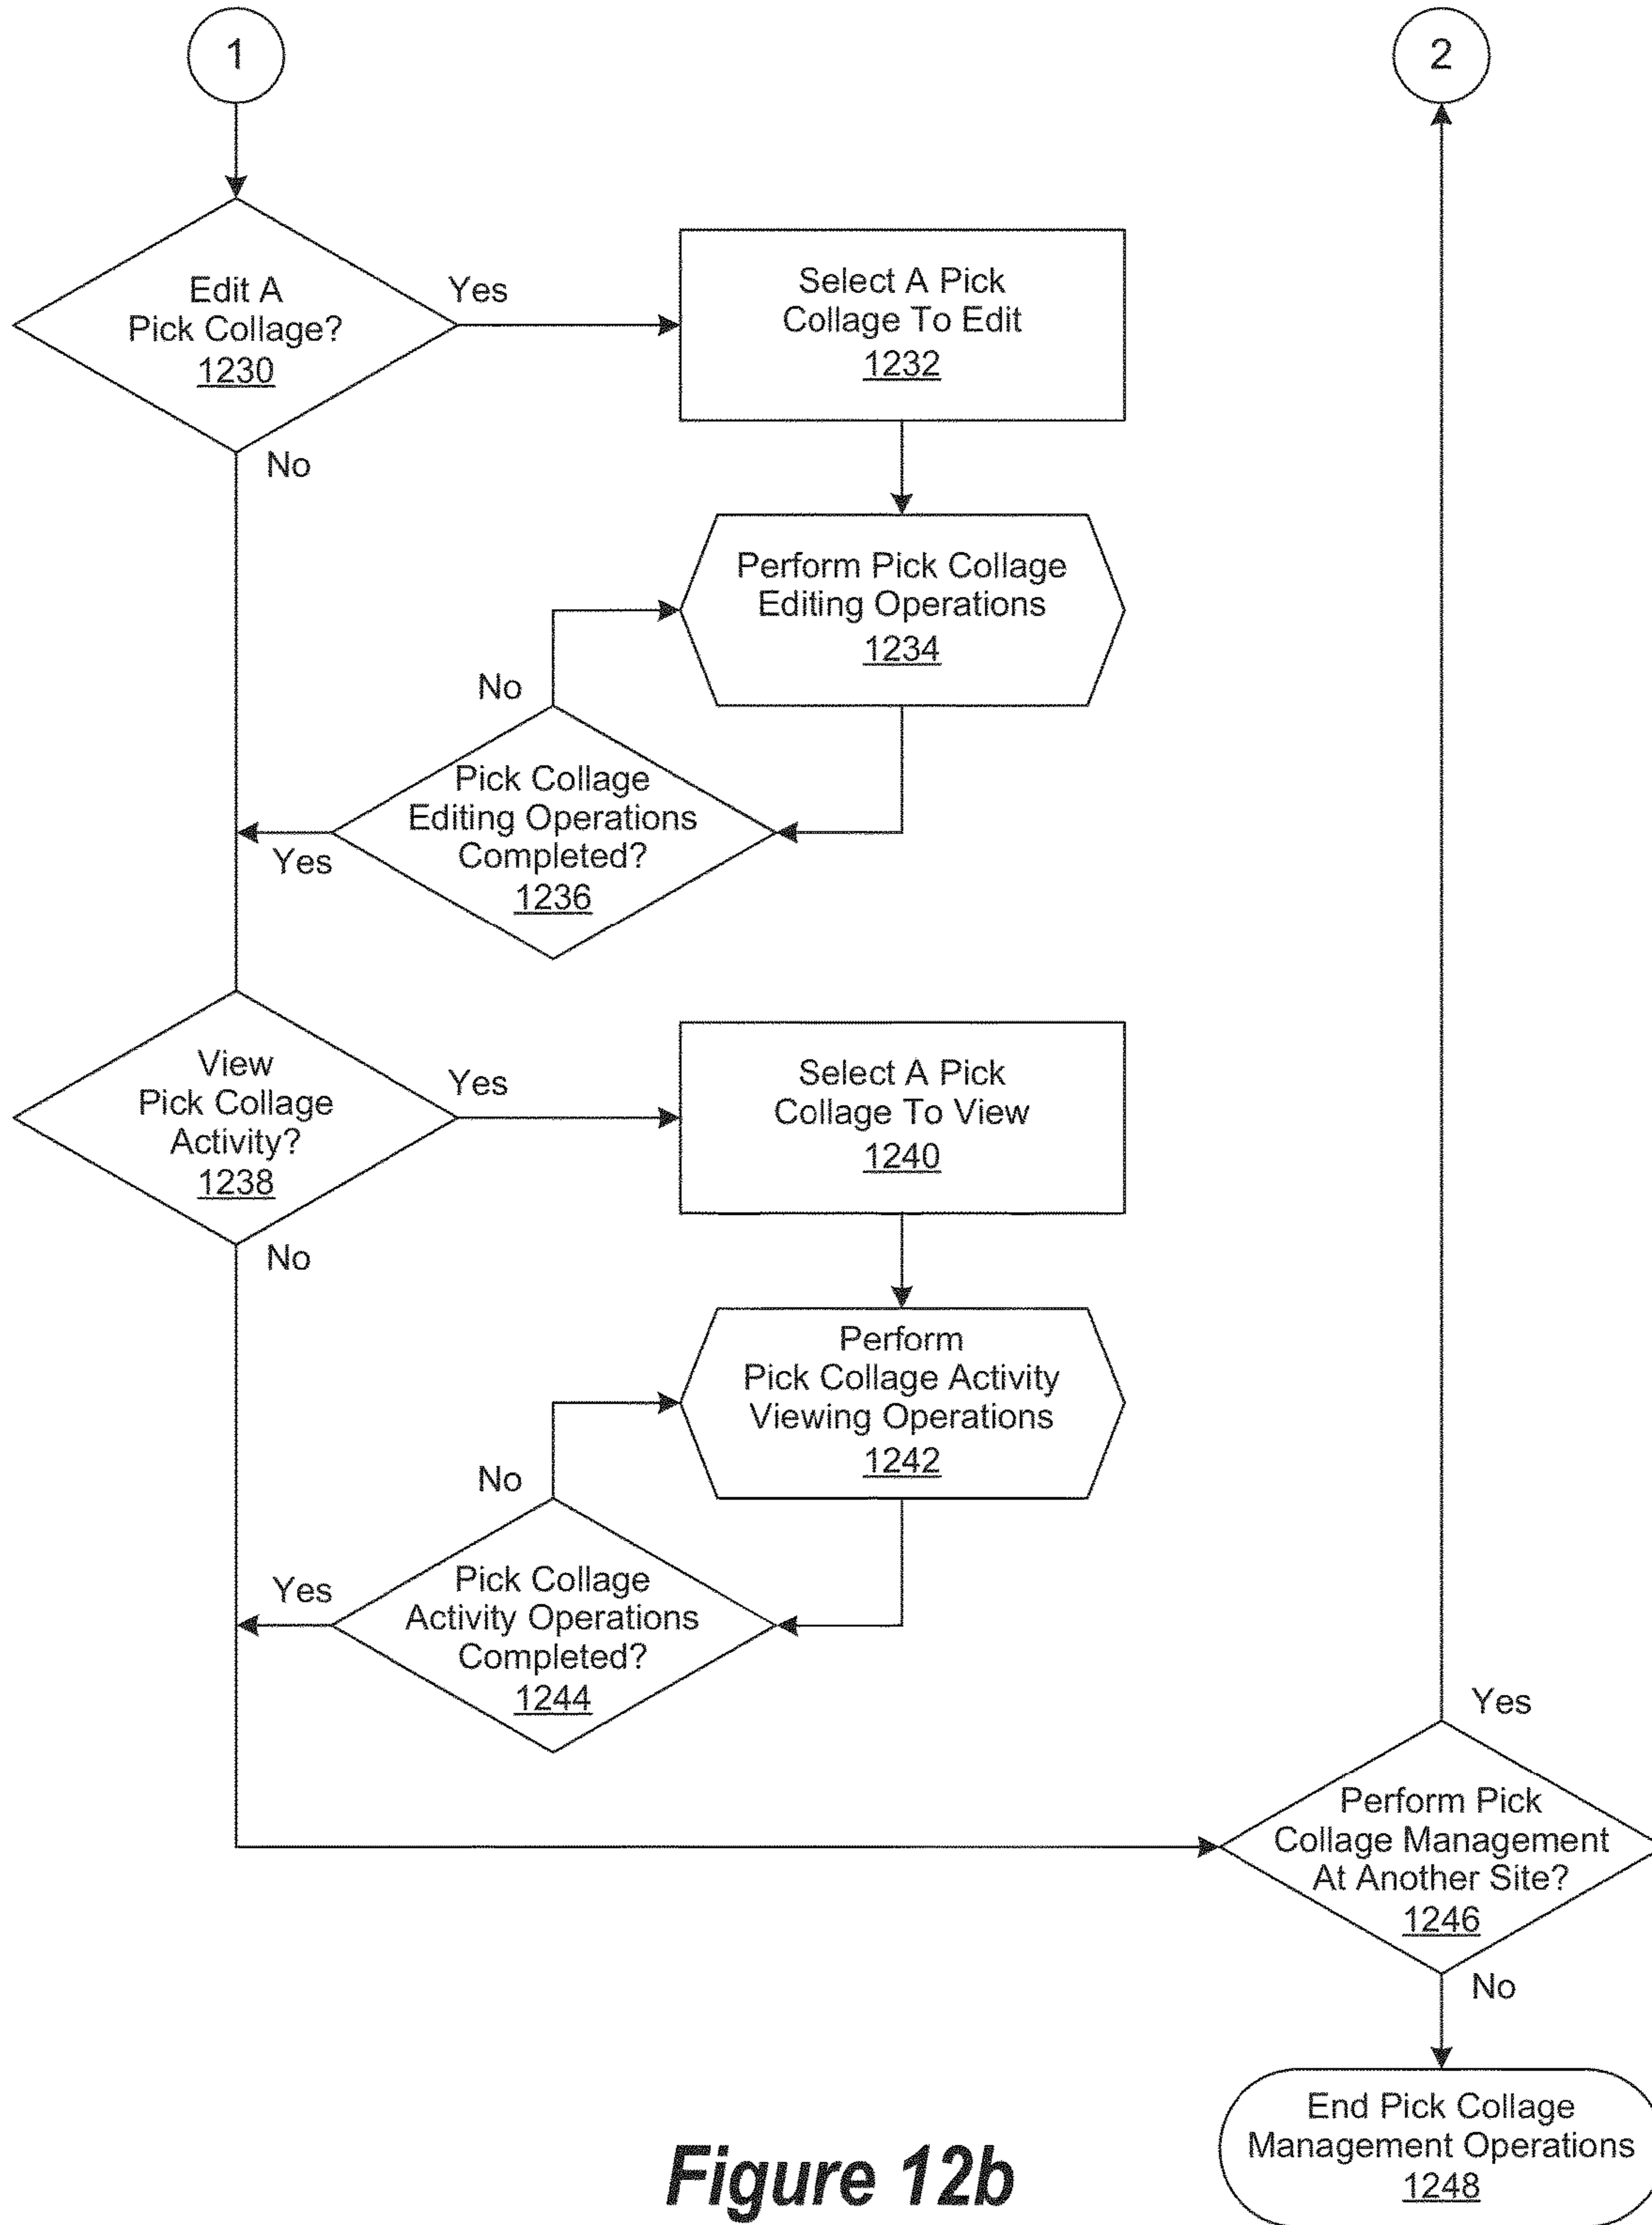 1
2
Edit A
Pick Collage?
1230
Yes
No
Select A Pick
Collage To Edit
1232
Perform Pick Collage
Editing Operations
1234
No
Pick Collage
Editing Operations
Completed?
1236
Yes
View
Pick Collage
Activity?
1238
Yes
No
Select A Pick
Collage To View
1240
Perform
Pick Collage Activity
Viewing Operations
1242
No
Pick Collage
Activity Operations
Completed?
1244
Yes
Yes
Perform Pick
Collage Management
At Another Site?
1246
No
End Pick Collage
Management Operations
1248
Figure 12b